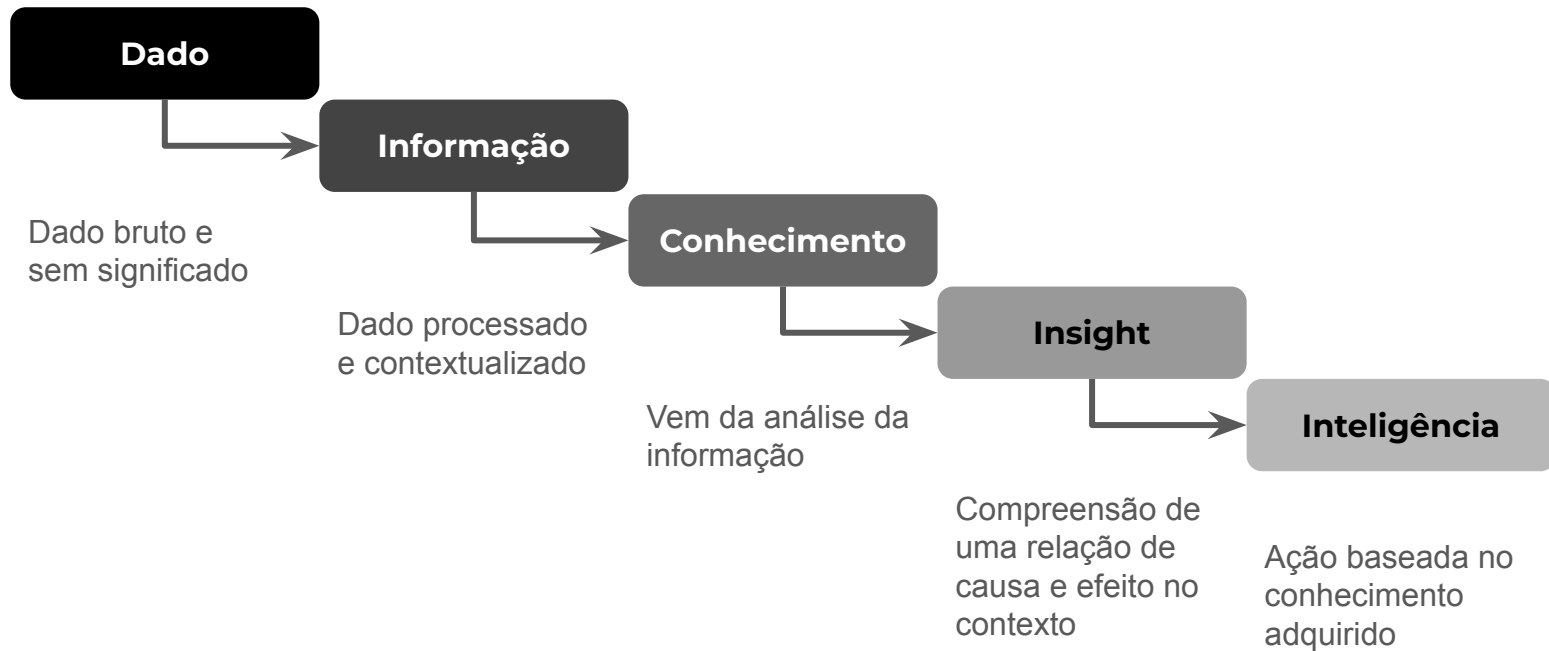 Dado
Informação
Dado bruto e
sem significado
Conhecimento
Dado processado
e contextualizado
Insight
Vem da análise da
informação
Inteligência
Compreensão de
uma relação de
causa e efeito no
contexto
Ação baseada no
conhecimento
adquirido